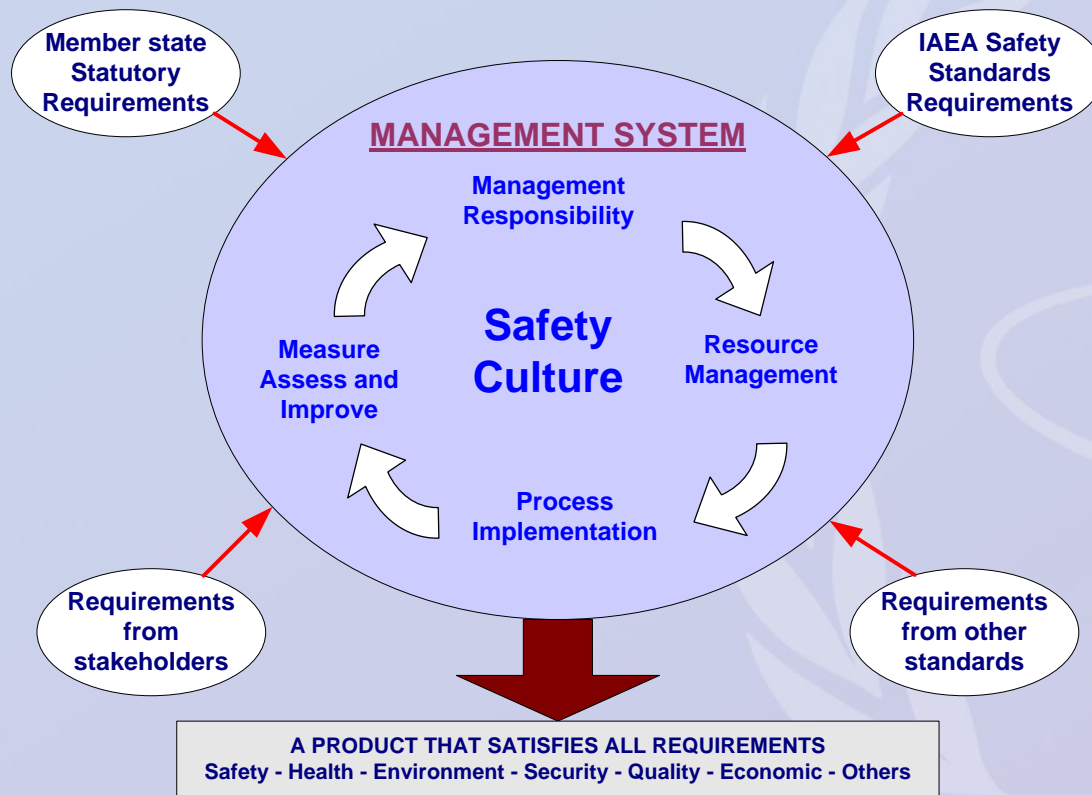 Member state
Statutory
Requirements
IAEA Safety
Standards
Requirements
MANAGEMENT SYSTEM
Management
Responsibility
Safety
Culture
Resource
Management
Measure
Assess and
Improve
Process
Implementation
Requirements
from
stakeholders
Requirements
from other
standards
A PRODUCT THAT SATISFIES ALL REQUIREMENTS
Safety - Health - Environment - Security - Quality - Economic - Others